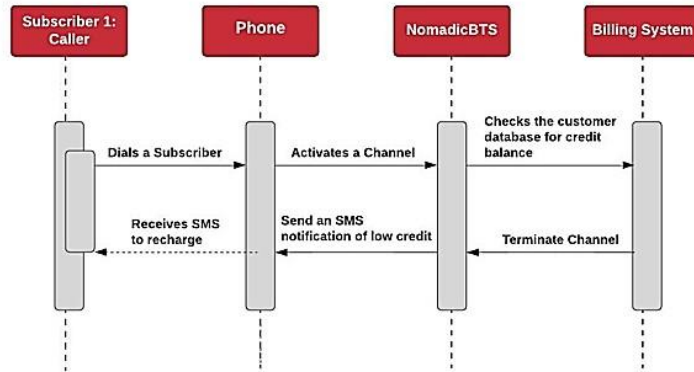 Subscriber 1:
Caller
Phone
NomadicBTS
Billing System
Dials a Subscriber
Activates a Channel
Checks the customer
database for credit
balance
Receives SMS
to recharge
Send an SMS
notification of low credit
Terminate Channel